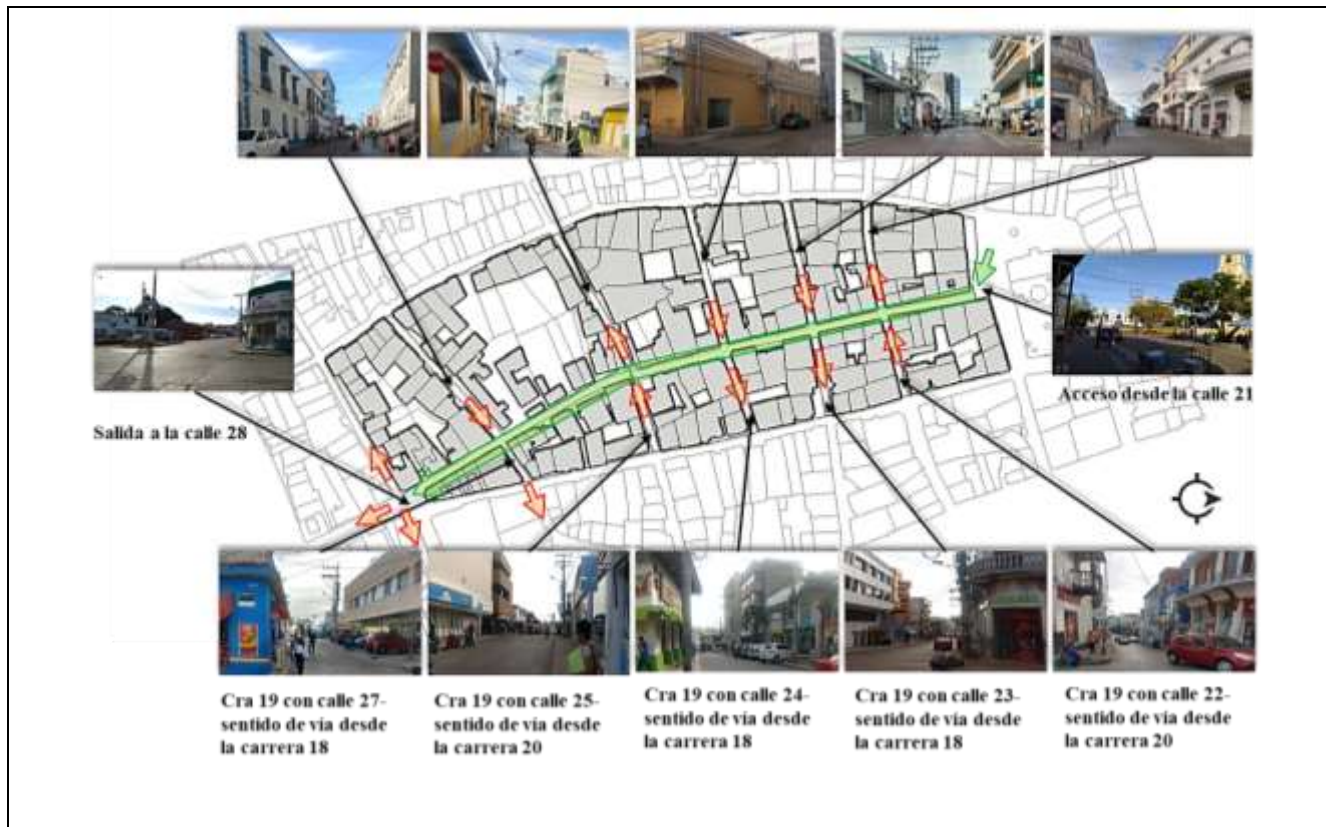 Acceso desde la calle 21
Salida a la calle 28
Cra 19 con calle 27-
sentido de vía desde
la carrera 18
Cra 19 con calle 25-
sentido de vía desde
la carrera 20
Cra 19 con calle 24-
sentido de vía desde
la carrera 18
Cra 19 con calle 23-
sentido de vía desde
la carrera 18
Cra 19 con calle 22-
sentido de vía desde
la carrera 20